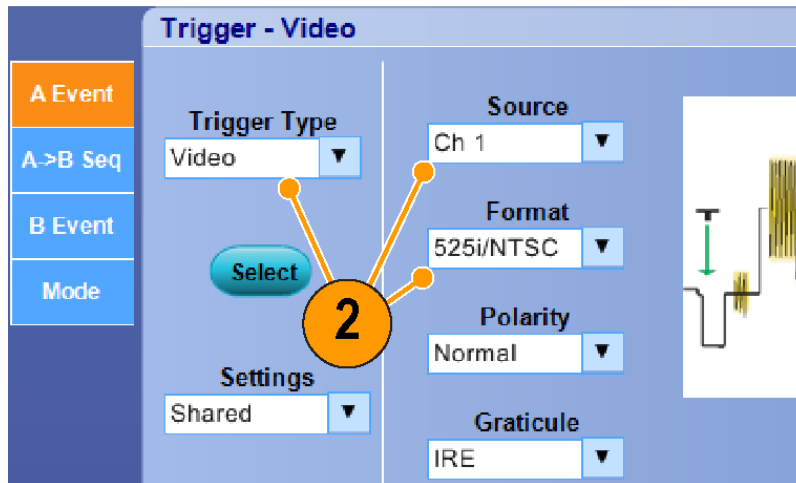 Trigger - Video
A Event
A->B Seq
B Event
Mode
Trigger Type
Video
Select
Settings
Shared
2
Source
Ch 1
Format
525i/NTSC
Polarity
Normal
Graticule
IRE
T